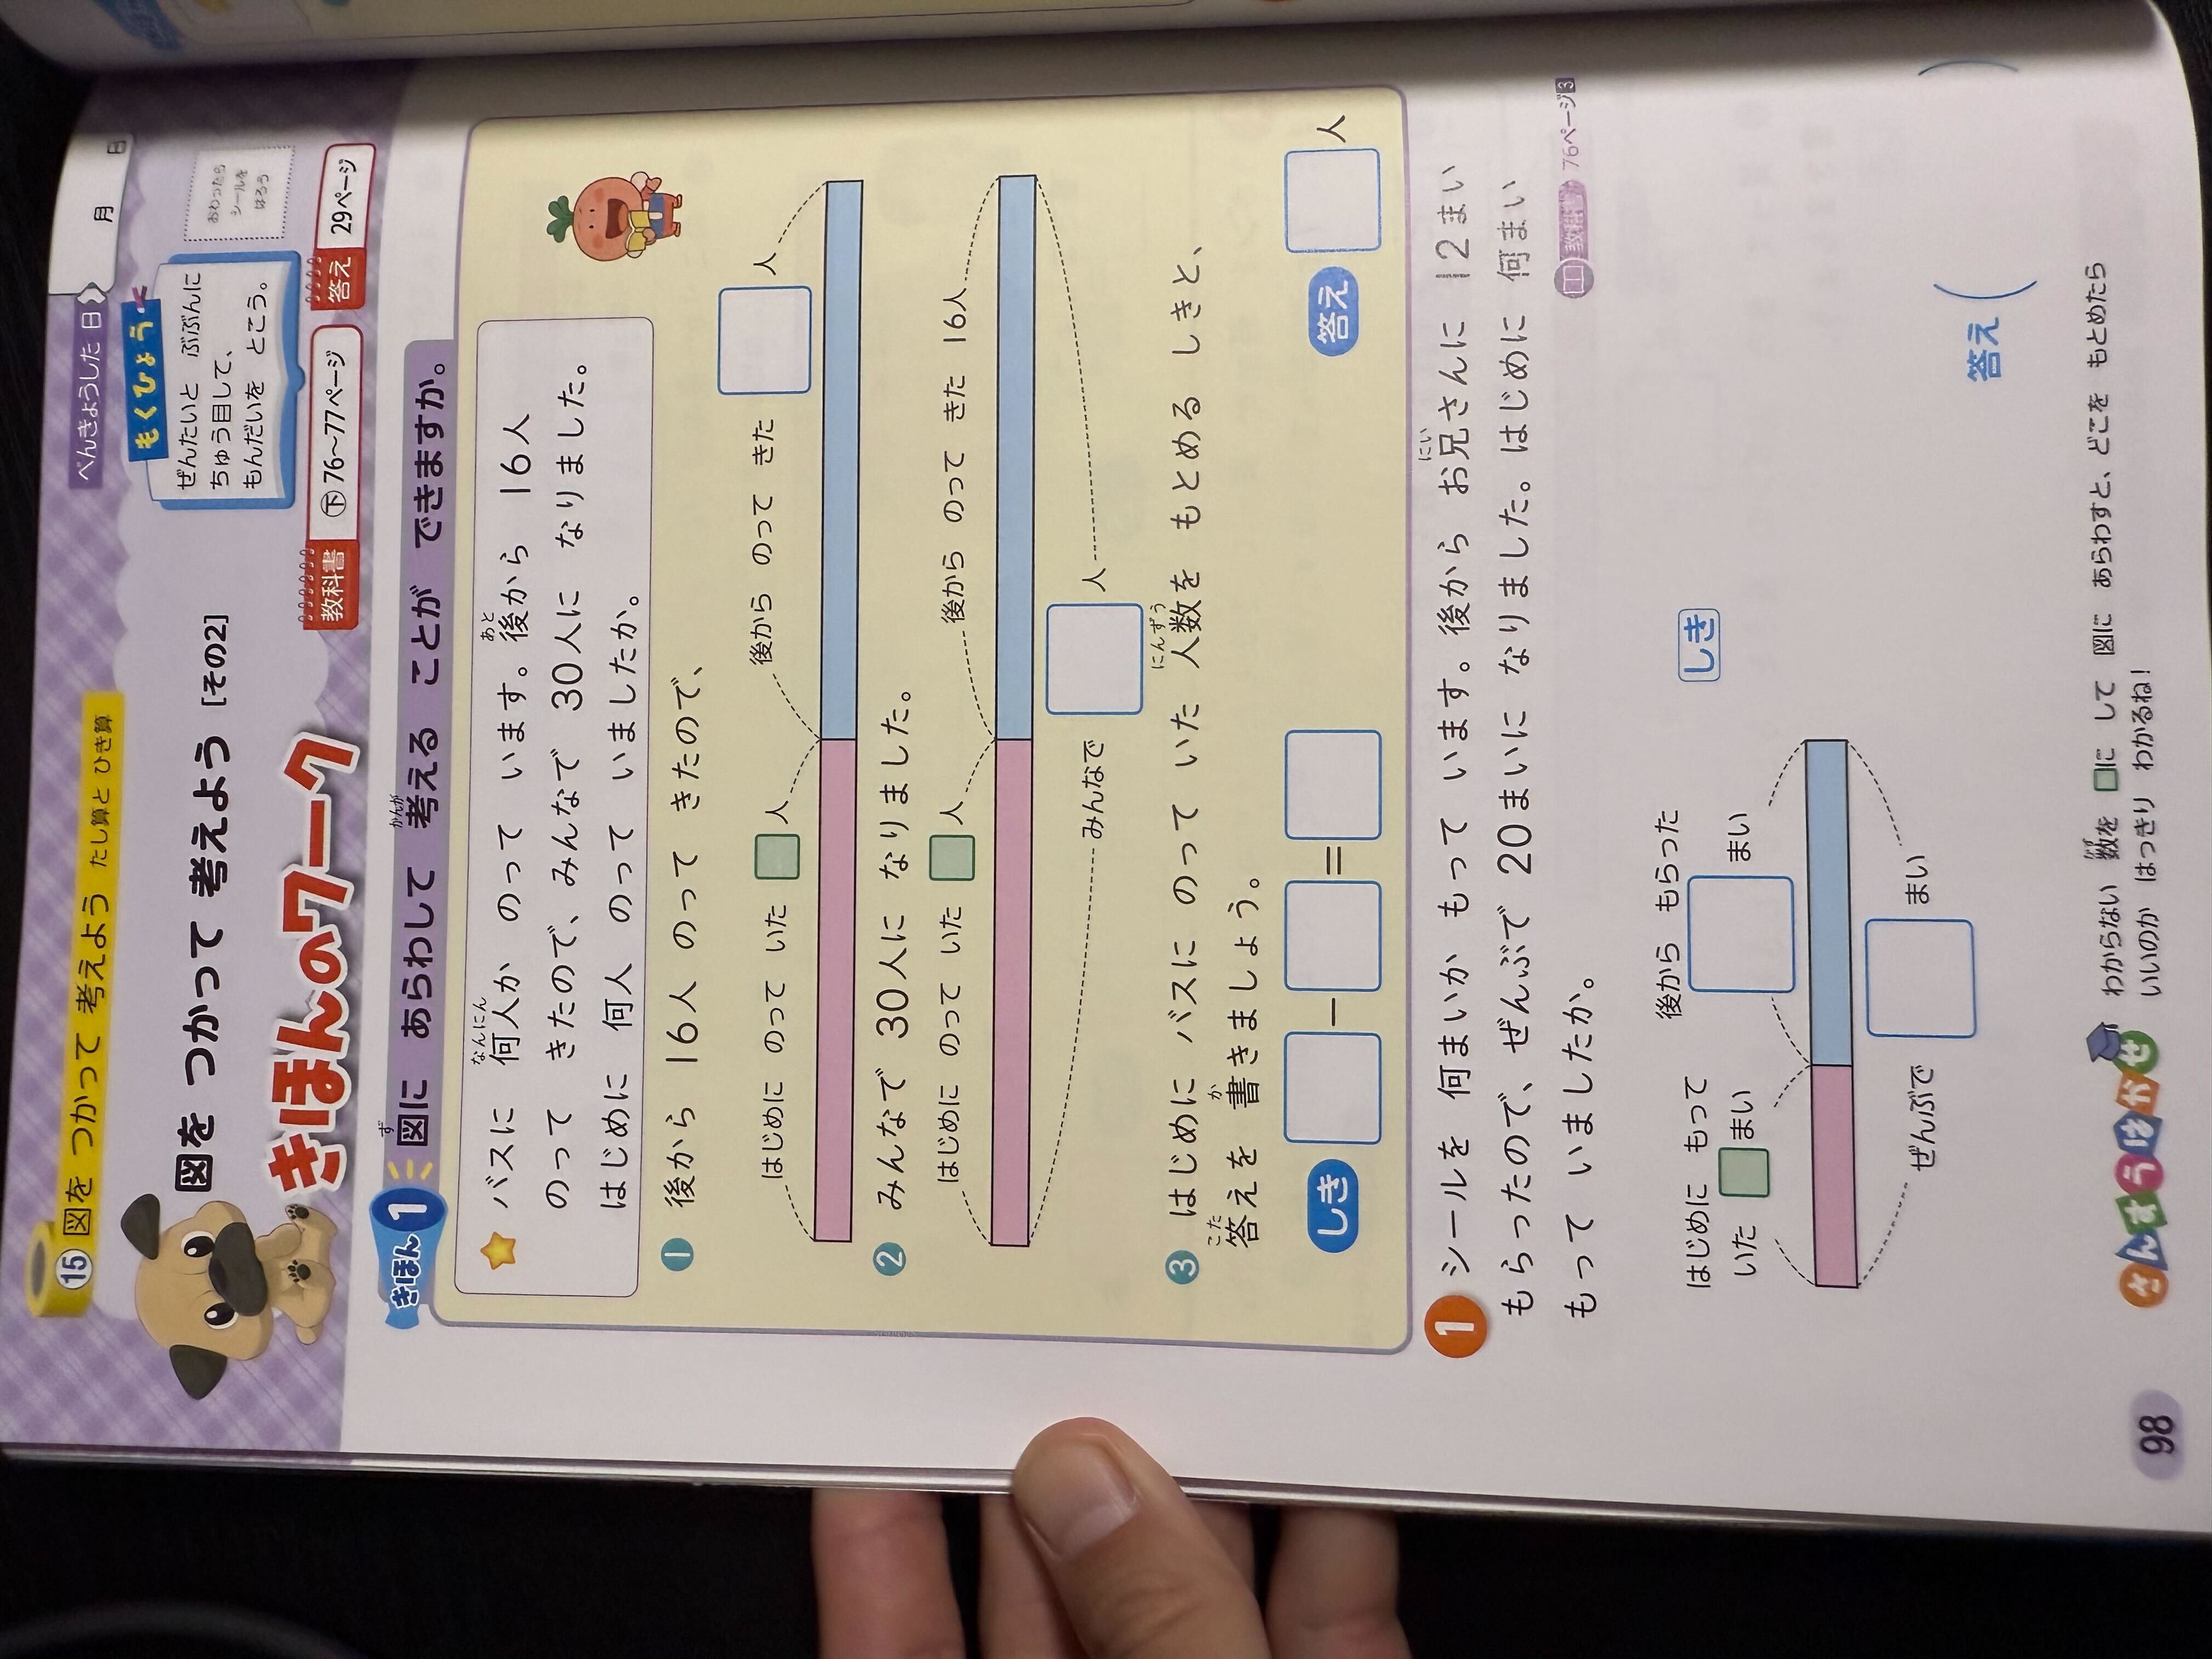 べんきょうした日 月 日
⑮ 図を つかって 考えよう たし算と ひき算
図を つかって 考えよう [その2]
きほんのワーク
もくひょう
ぜんたいと ぶぶんに
ちゅう目して、
もんだいを とこう。
おわったら
シールを
はろう
教科書 ㊦ 76〜77ページ 答え 29ページ
きほん 1 図に あらわして 考える ことが できますか。
ず かんが
なんにん あと
バスに 何人か のって います。後から 16人
のって きたので、みんなで 30人に なりました。
はじめに 何人 のって いましたか。
1 後から 16人 のって きたので、
はじめに のって いた □人 後から のって きた □人
2 みんなで 30人に なりました。
はじめに のって いた □人 後から のって きた 16人
みんなで □人
にんずう
3 はじめに バスに のって いた 人数を もとめる しきと、
こた か
答えを 書きましょう。
しき □−□=□ 答え □人
にい
1 シールを 何まいか もって います。後から お兄さんに 12まい
もらったので、ぜんぶで 20まいに なりました。はじめに 何まい
もって いましたか。
教科書 76ページ3
はじめに もって
いた □まい
後から もらった
□まい
ぜんぶで □まい
しき
答え ( )
さんすうはかせ
わからない 数を □に して 図に あらわすと、どこを もとめたら
いいのか はっきり わかるね!
98